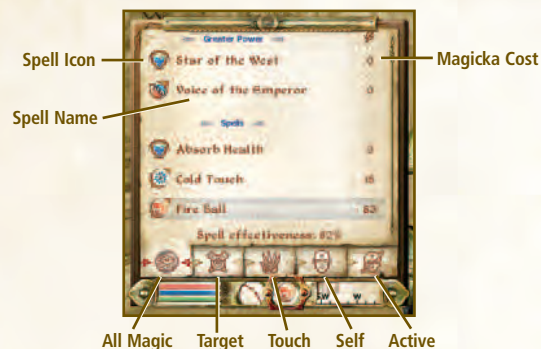 Greater Power
Spell Icon
Star of the West 0
Magicka Cost
Voice of the Emperor 0
Spell Name
Spells
Absorb Health 0
Cold Touch 16
Fire Ball 83
Spell effectiveness: 82%
SW W
All Magic Target Touch Self Active